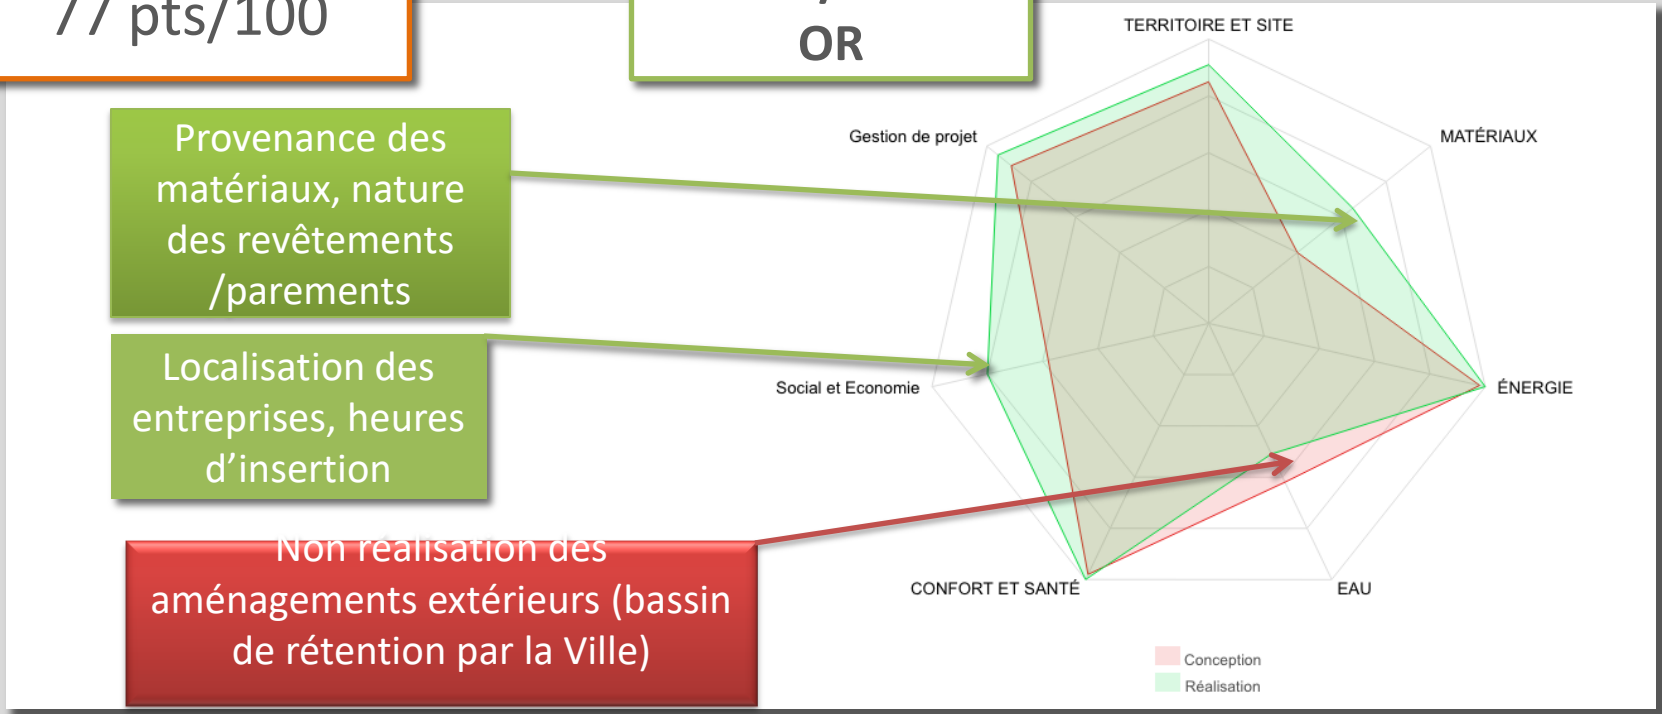 77 pts/100
OR
TERRITOIRE ET SITE
MATÉRIAUX
Gestion de projet
Provenance des
matériaux, nature
des revêtements
/parements
Localisation des
entreprises, heures
d’insertion
Social et Economie
ÉNERGIE
Non réalisation des
aménagements extérieurs (bassin
de rétention par la Ville)
CONFORT ET SANTÉ
EAU
Conception
Réalisation